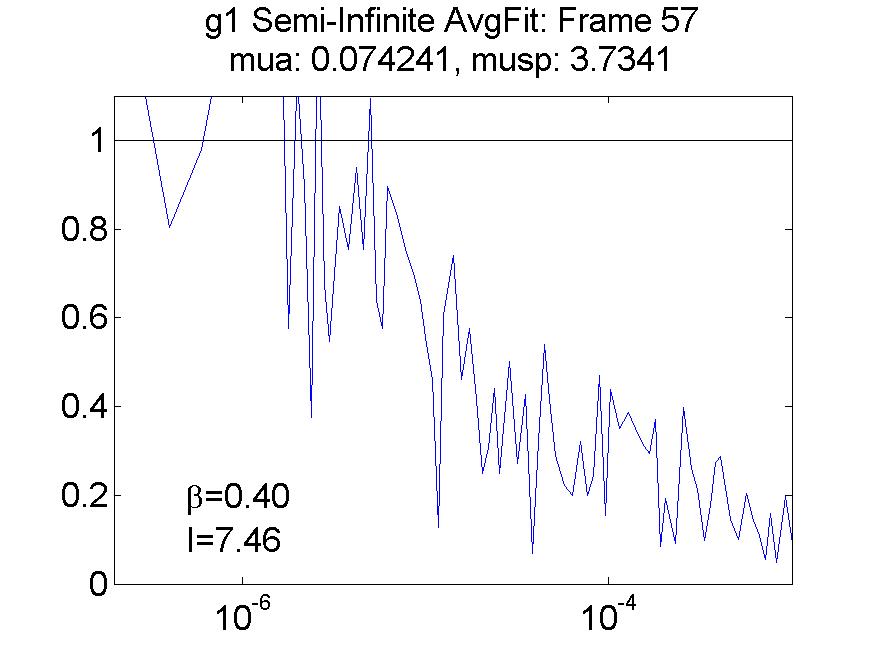 g1 Semi-Infinite AvgFit: Frame 57
mua: 0.074241, musp: 3.7341
1
0.8
0.6
0.4
0.2
0
β=0.40
I=7.46
10^-6
10^-4